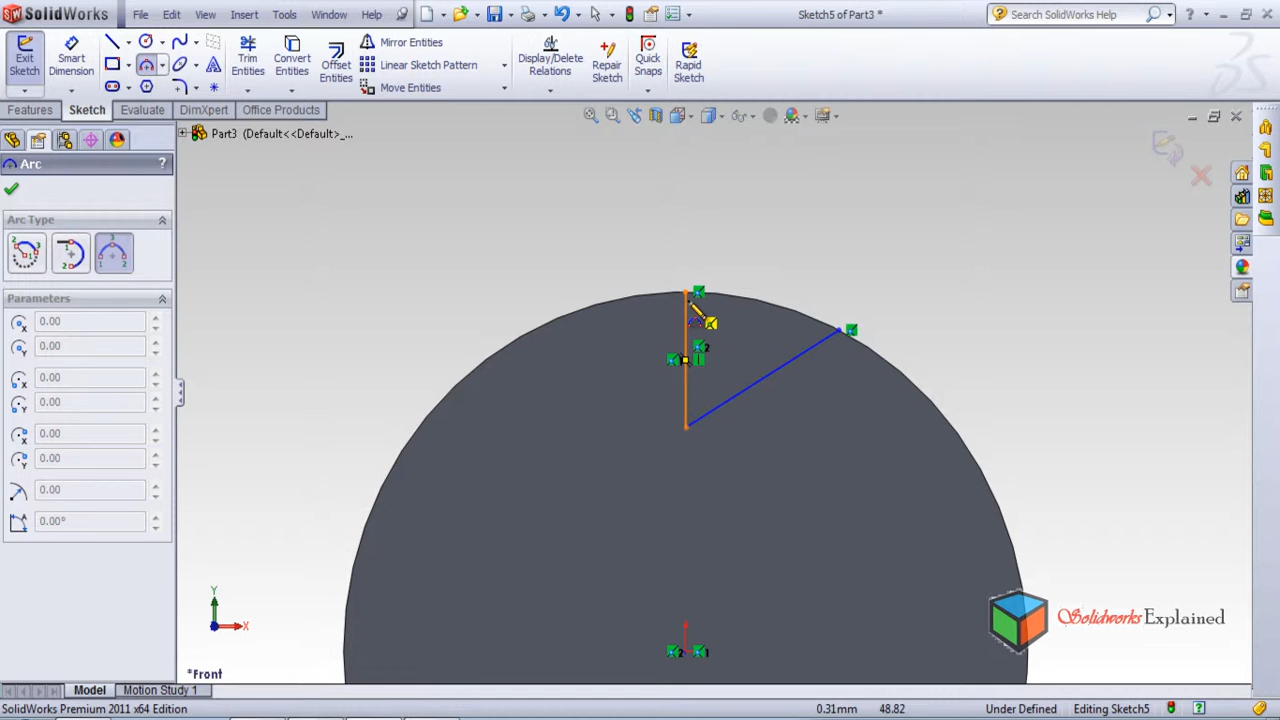 SolidWorks File Edit View Insert Tools Window Help Sketch5 of Part3 * Search SolidWorks Help
Exit Sketch
Smart Dimension
Trim Entities
Convert Entities
Offset Entities
Mirror Entities
Linear Sketch Pattern
Move Entities
Display/Delete Relations
Repair Sketch
Quick Snaps
Rapid Sketch
Features Sketch Evaluate DimXpert Office Products
Part3 (Default<<Default>_...
Arc ?
Arc Type
Parameters
0.00
0.00
0.00
0.00
0.00
0.00
0.00
0.00°
2
2 1
Y
X
*Front
Solidworks Explained
Model Motion Study 1
SolidWorks Premium 2011 x64 Edition 0.31mm 48.82 Under Defined Editing Sketch5